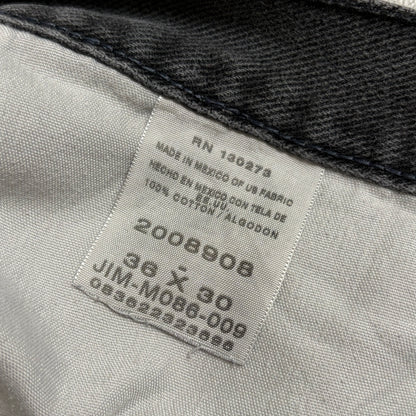 RN 130273
MADE IN MEXICO OF US FABRIC
HECHO EN MEXICO CON TELA DE
EE.UU.
100% COTTON / ALGODON
2008908
36 X 30
JIM-M086-009
083622323696